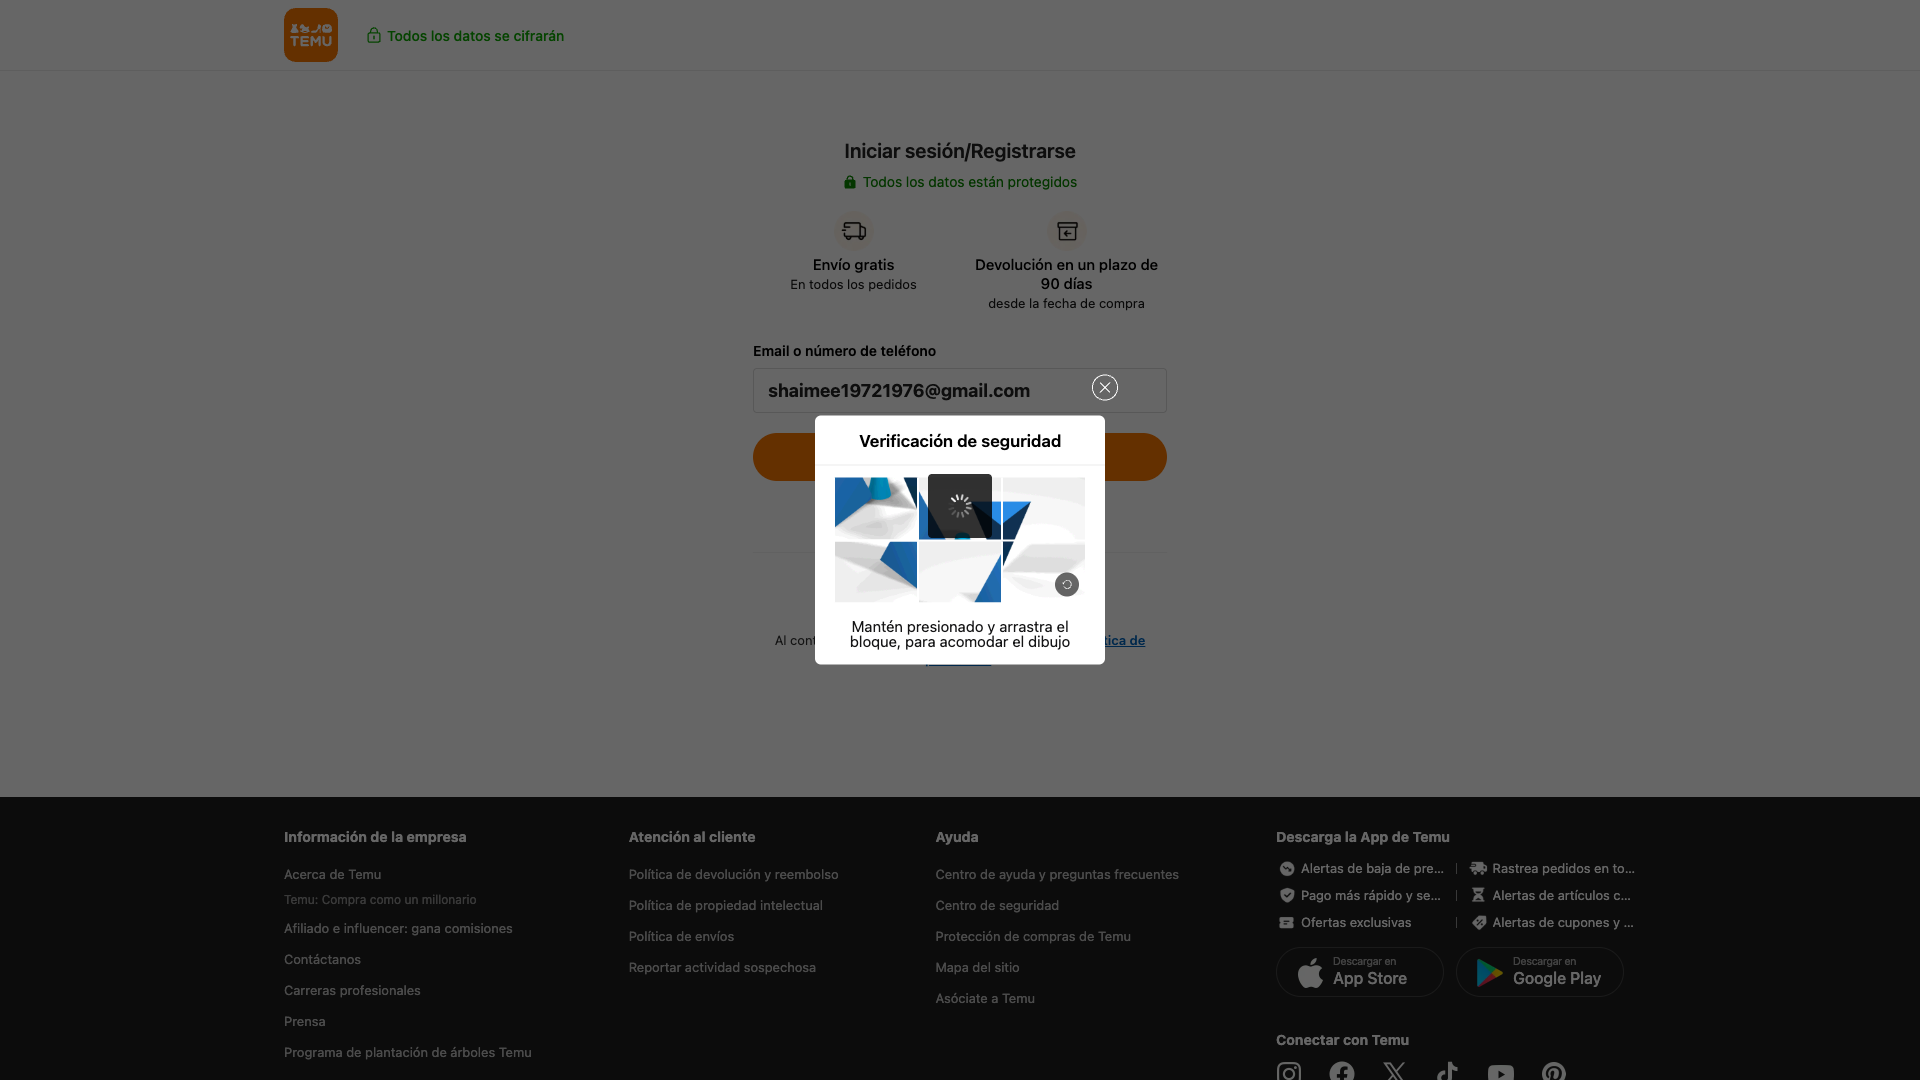 TEMU
Todos los datos se cifrarán
Iniciar sesión/Registrarse
Todos los datos están protegidos
Envío gratis
En todos los pedidos
Devolución en un plazo de
90 días
desde la fecha de compra
Email o número de teléfono
shaimee19721976@gmail.com
Verificación de seguridad
Mantén presionado y arrastra el
bloque, para acomodar el dibujo
Al cont
tica de
Información de la empresa
Acerca de Temu
Temu: Compra como un millonario
Afiliado e influencer: gana comisiones
Contáctanos
Carreras profesionales
Prensa
Programa de plantación de árboles Temu
Atención al cliente
Política de devolución y reembolso
Política de propiedad intelectual
Política de envíos
Reportar actividad sospechosa
Ayuda
Centro de ayuda y preguntas frecuentes
Centro de seguridad
Protección de compras de Temu
Mapa del sitio
Asóciate a Temu
Descarga la App de Temu
Alertas de baja de pre...
Rastrea pedidos en to...
Pago más rápido y se...
Alertas de artículos c...
Ofertas exclusivas
Alertas de cupones y ...
Descargar en
App Store
Descargar en
Google Play
Conectar con Temu